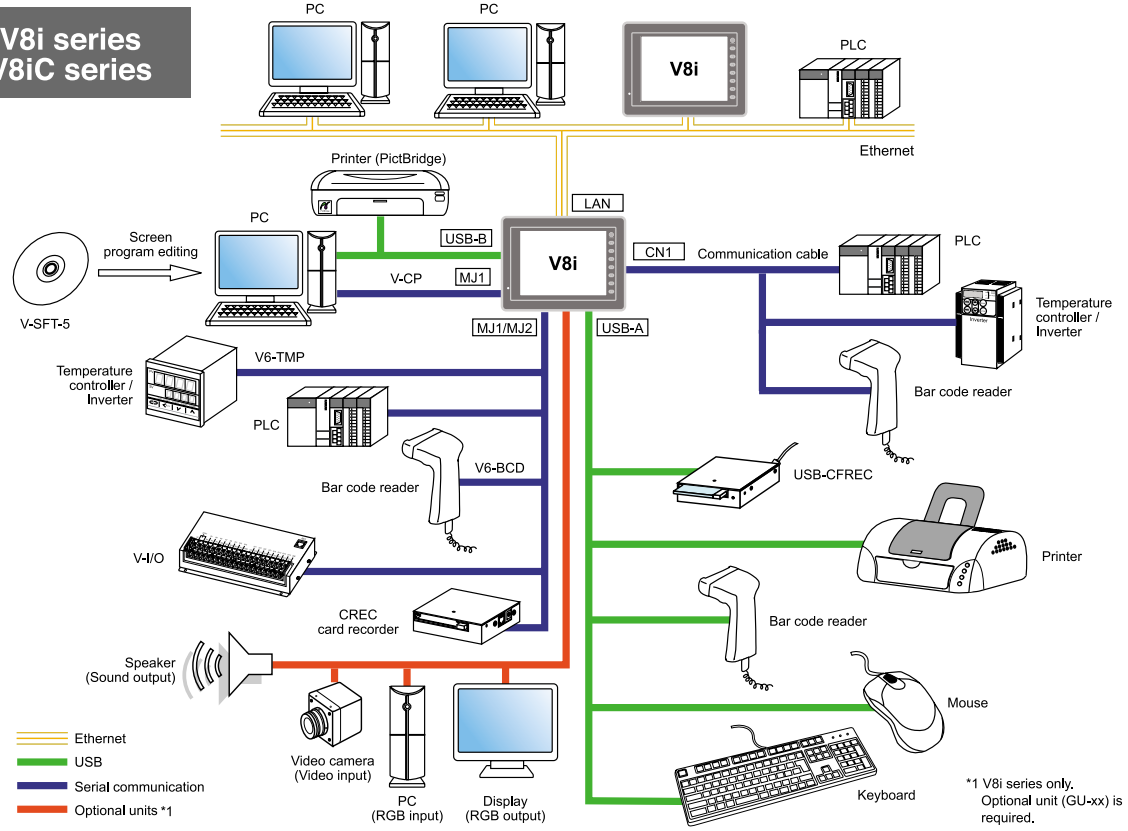 V8i series
V8iC series
PC
PC
V8i
PLC
Ethernet
Printer (PictBridge)
LAN
PC
USB-B
CN1
Communication cable
PLC
Screen
program editing
V8i
V-CP
MJ1
V-SFT-5
MJ1/MJ2
USB-A
Inverter
Temperature
controller /
Inverter
V6-TMP
Temperature
controller /
Inverter
Bar code reader
PLC
V6-BCD
Bar code reader
USB-CFREC
V-I/O
Printer
CREC
card recorder
Bar code reader
Speaker
(Sound output)
Mouse
Ethernet
USB
Serial communication
Optional units *1
Video camera
(Video input)
PC
(RGB input)
Display
(RGB output)
Keyboard
*1 V8i series only.
Optional unit (GU-xx) is
required.